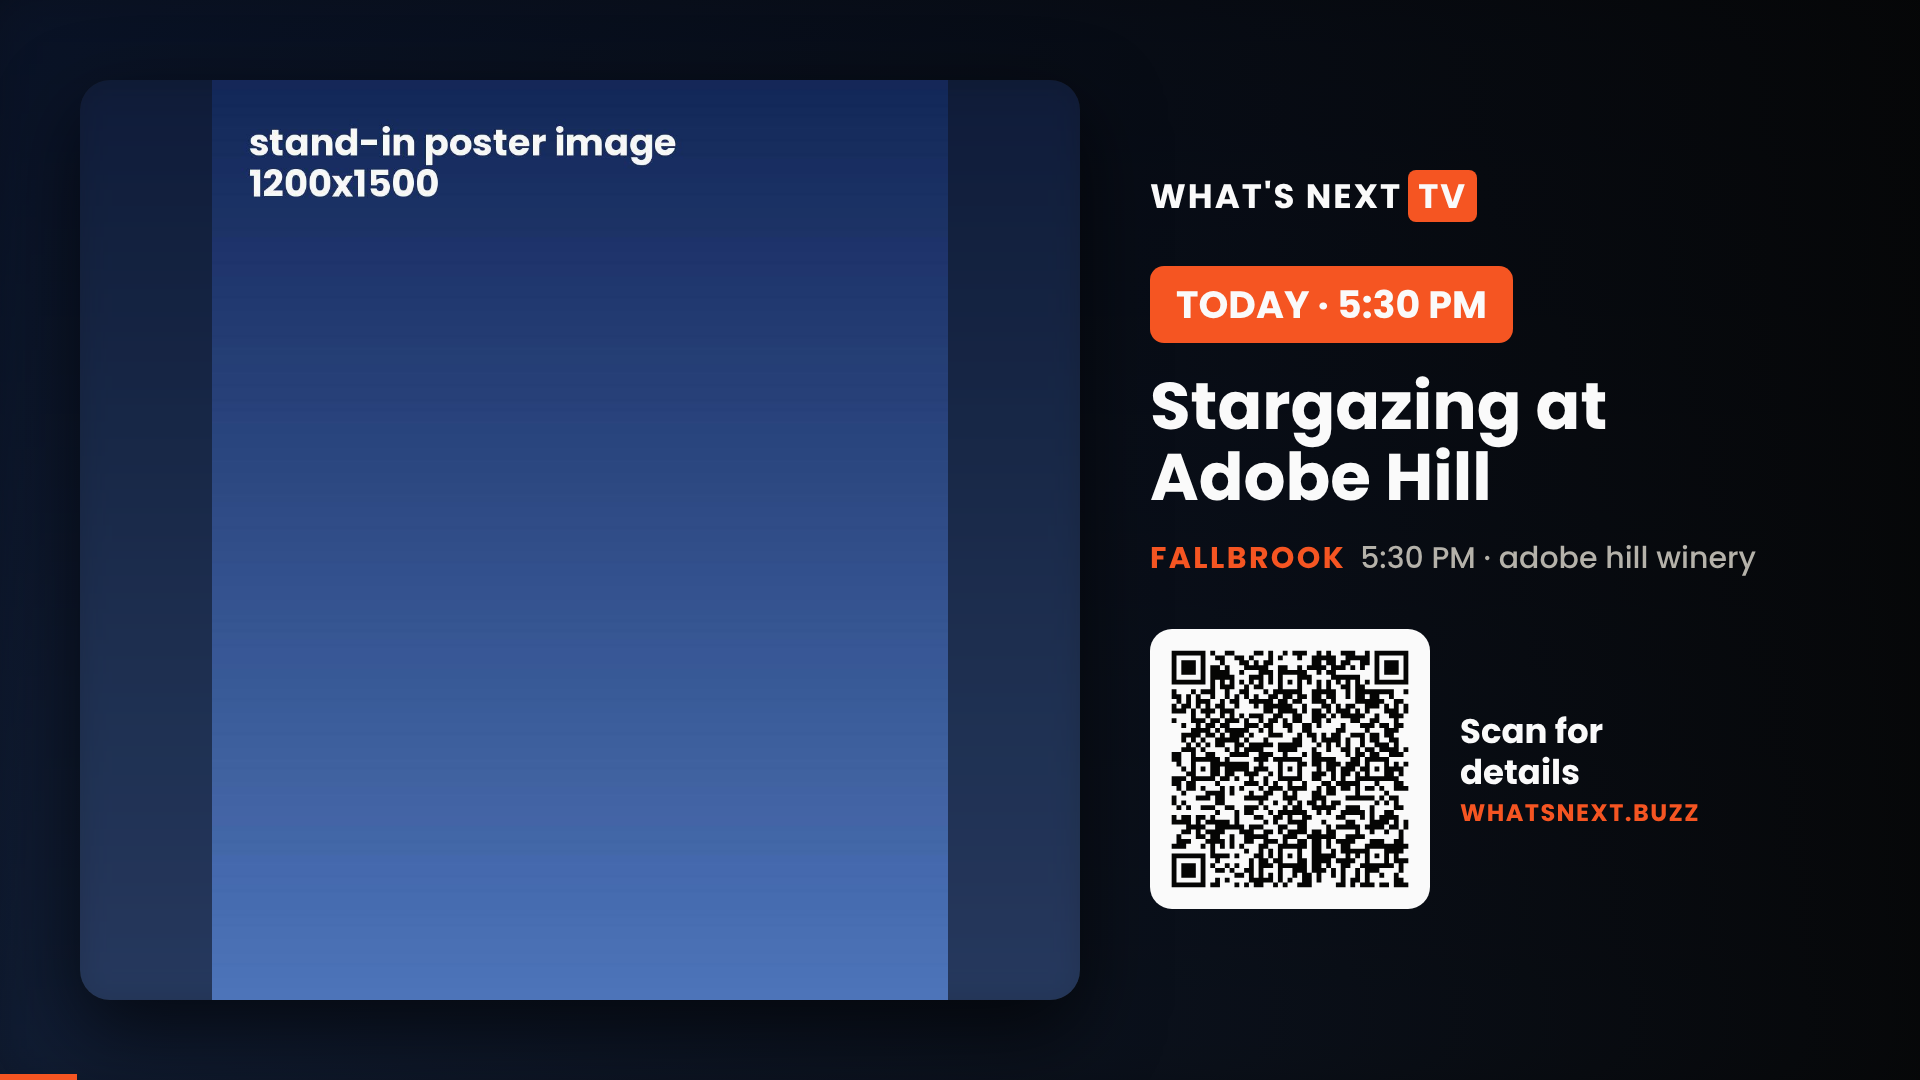 stand-in poster image
1200x1500
WHAT'S NEXT TV
TODAY · 5:30 PM
Stargazing at
Adobe Hill
FALLBROOK 5:30 PM · adobe hill winery
Scan for
details
WHATSNEXT.BUZZ